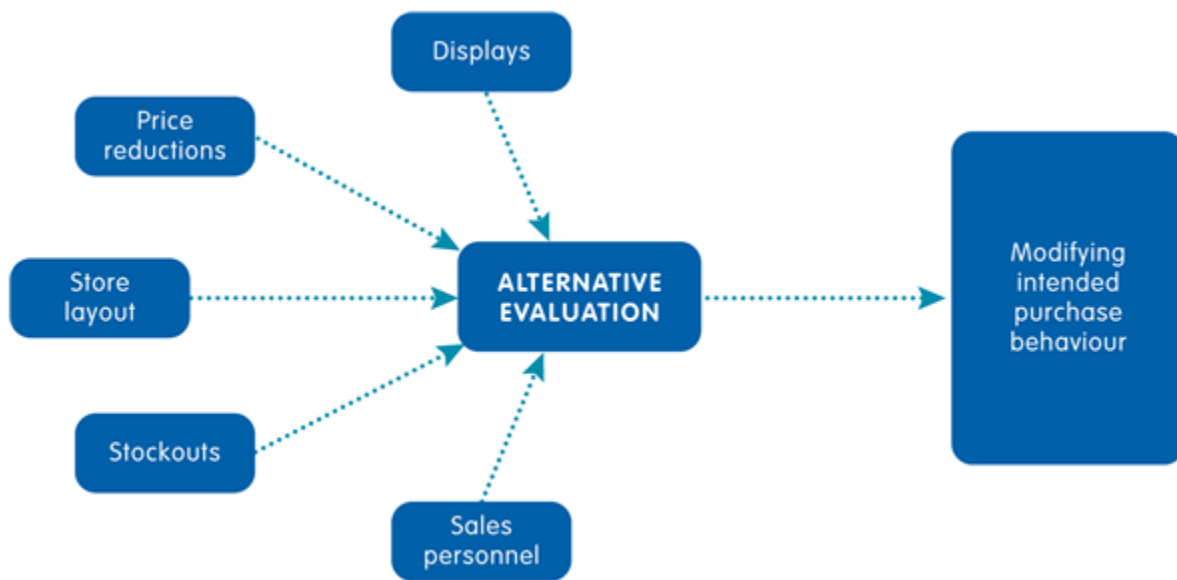 Displays
Price
reductions
Store
layout
ALTERNATIVE
EVALUATION
Modifying
intended
purchase
behaviour
Stockouts
Sales
personnel